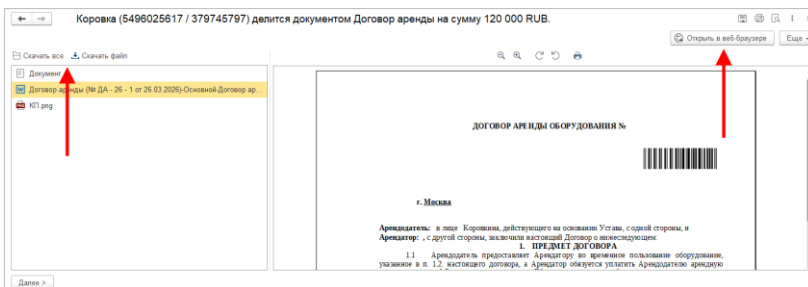 Коровка (5496025617 / 379745797) делится документом Договор аренды на сумму 120 000 RUB.
Открыть в веб-браузере
Еще
Скачать все Скачать файл
Документ
Договор аренды (№ ДА - 26 - 1 от 26.03.2026)-Основной-Договор ар...
КП.png
ДОГОВОР АРЕНДЫ ОБОРУДОВАНИЯ №
г. Москва
Арендодатель: в лице Коровкина, действующего на основании Устава, с одной стороны, и
Арендатор: , с другой стороны, заключили настоящий Договор о нижеследующем:
1. ПРЕДМЕТ ДОГОВОРА
1.1 Арендодатель предоставляет Арендатору во временное пользование оборудование,
указанное в п. 1.2. настоящего договора, а Арендатор обязуется уплатить Арендодателю арендную
Далее >